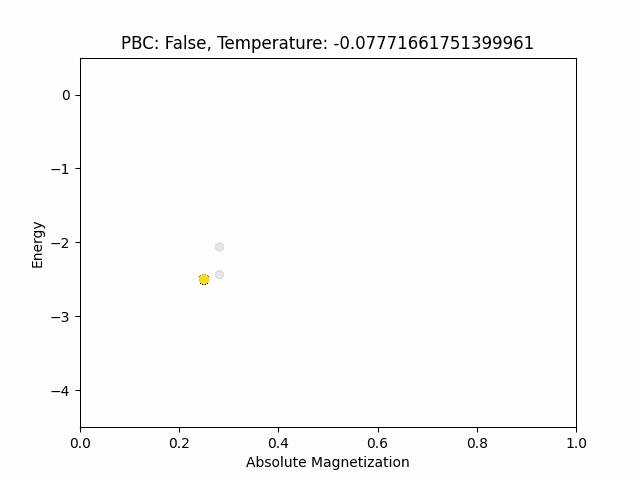 PBC: False, Temperature: -0.07771661751399961
0
−1
−2
−3
−4
Energy
0.0 0.2 0.4 0.6 0.8 1.0
Absolute Magnetization